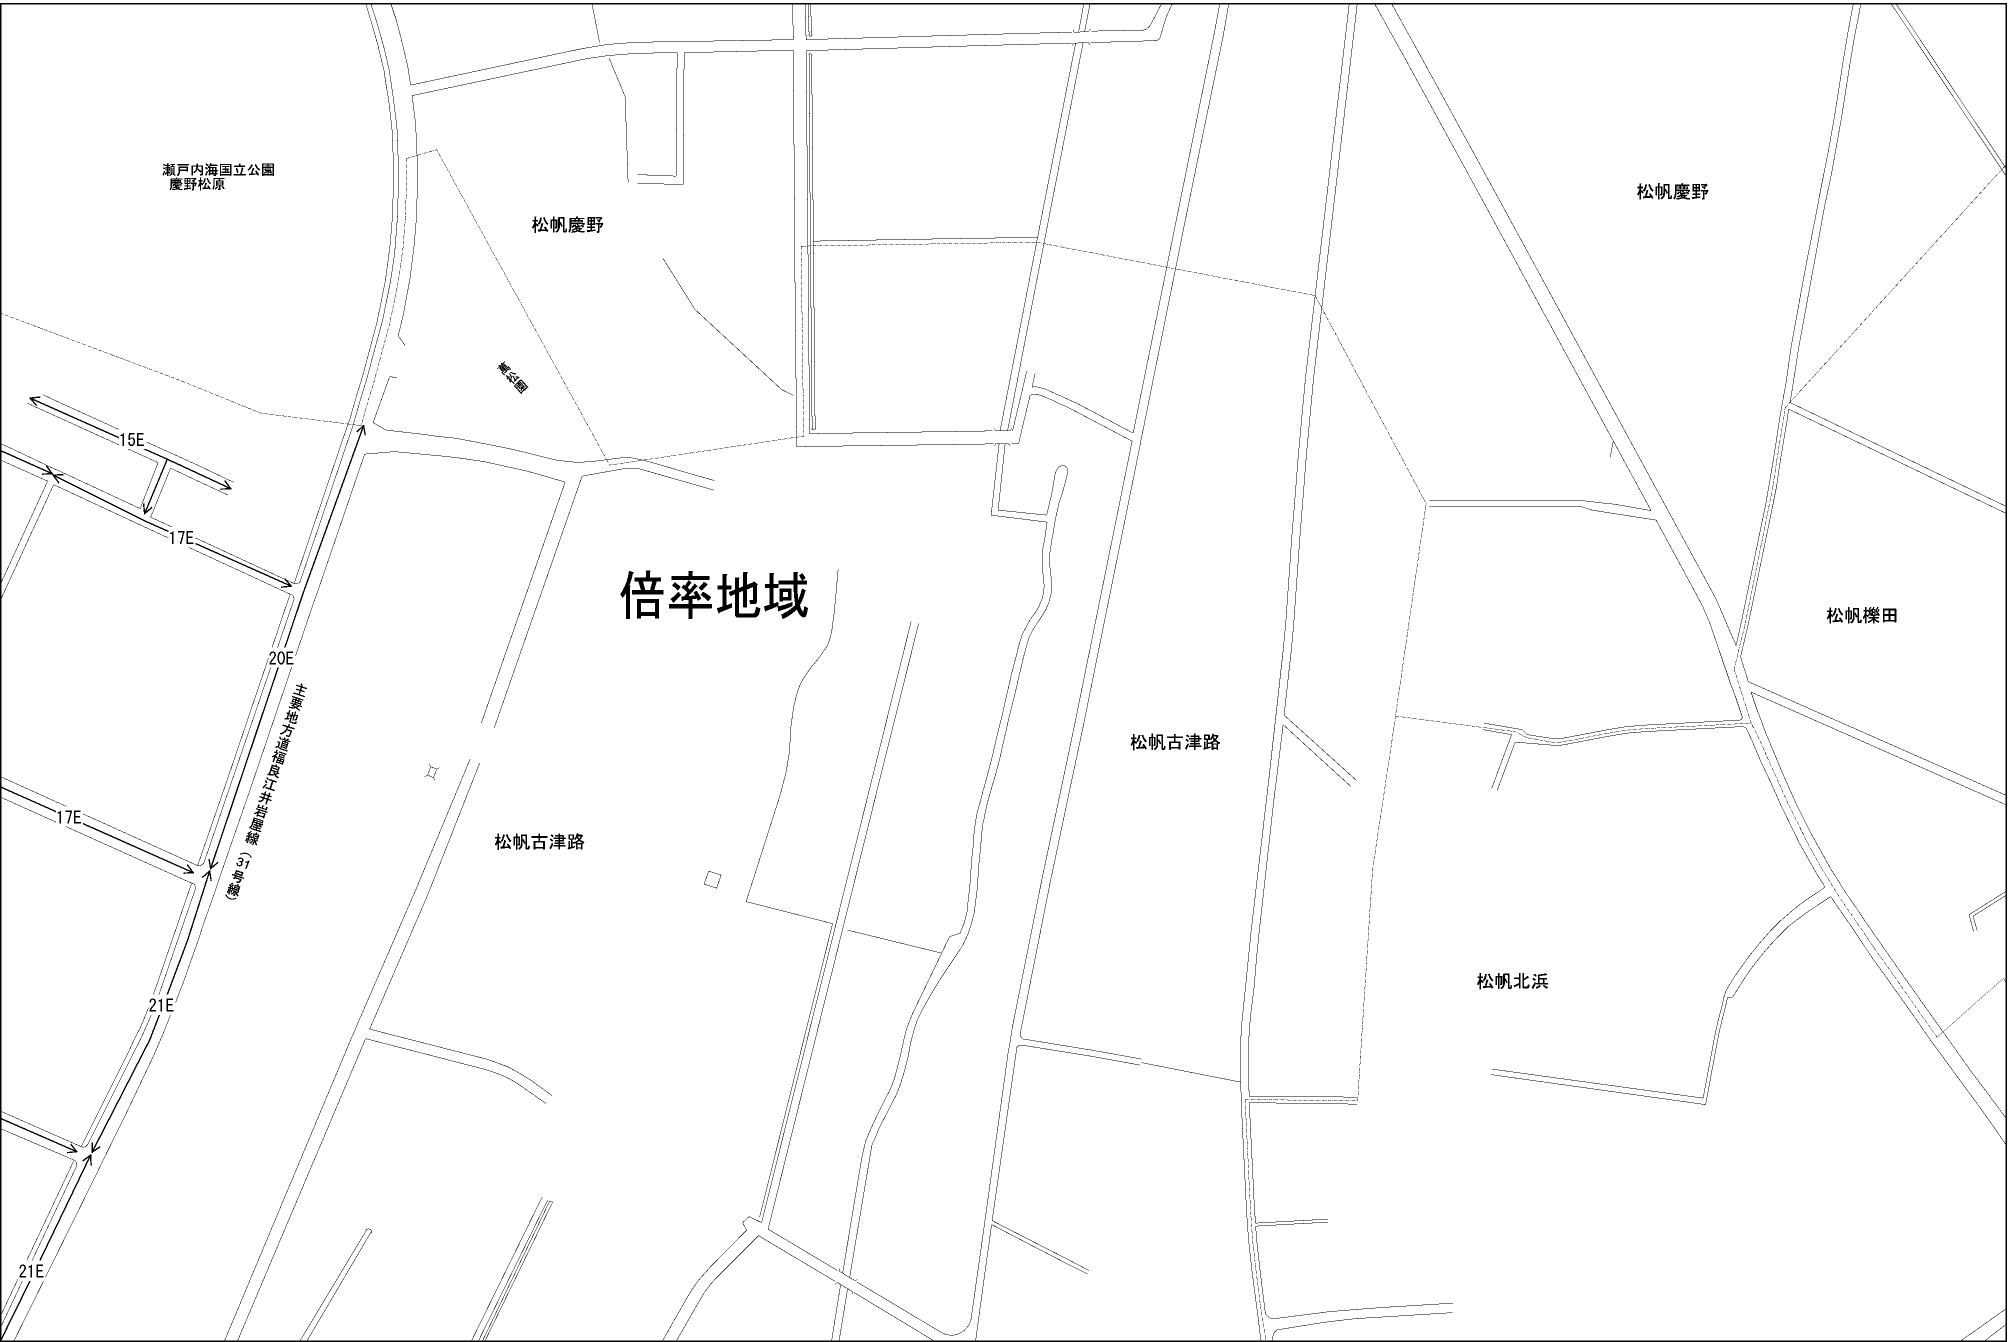 瀬戸内海国立公園
慶野松原
松帆慶野
松帆慶野
萬松園
15E
17E
倍率地域
松帆櫟田
20E
主要地方道福良江井岩屋線(31号線)
松帆古津路
17E
松帆古津路
松帆北浜
21E
21E